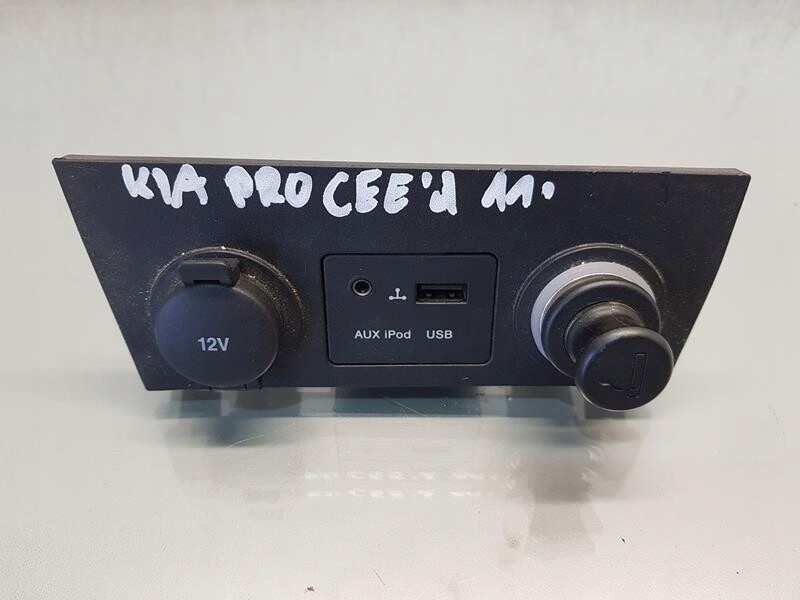 KIA PRO CEE'd 11.
12V
AUX iPod USB